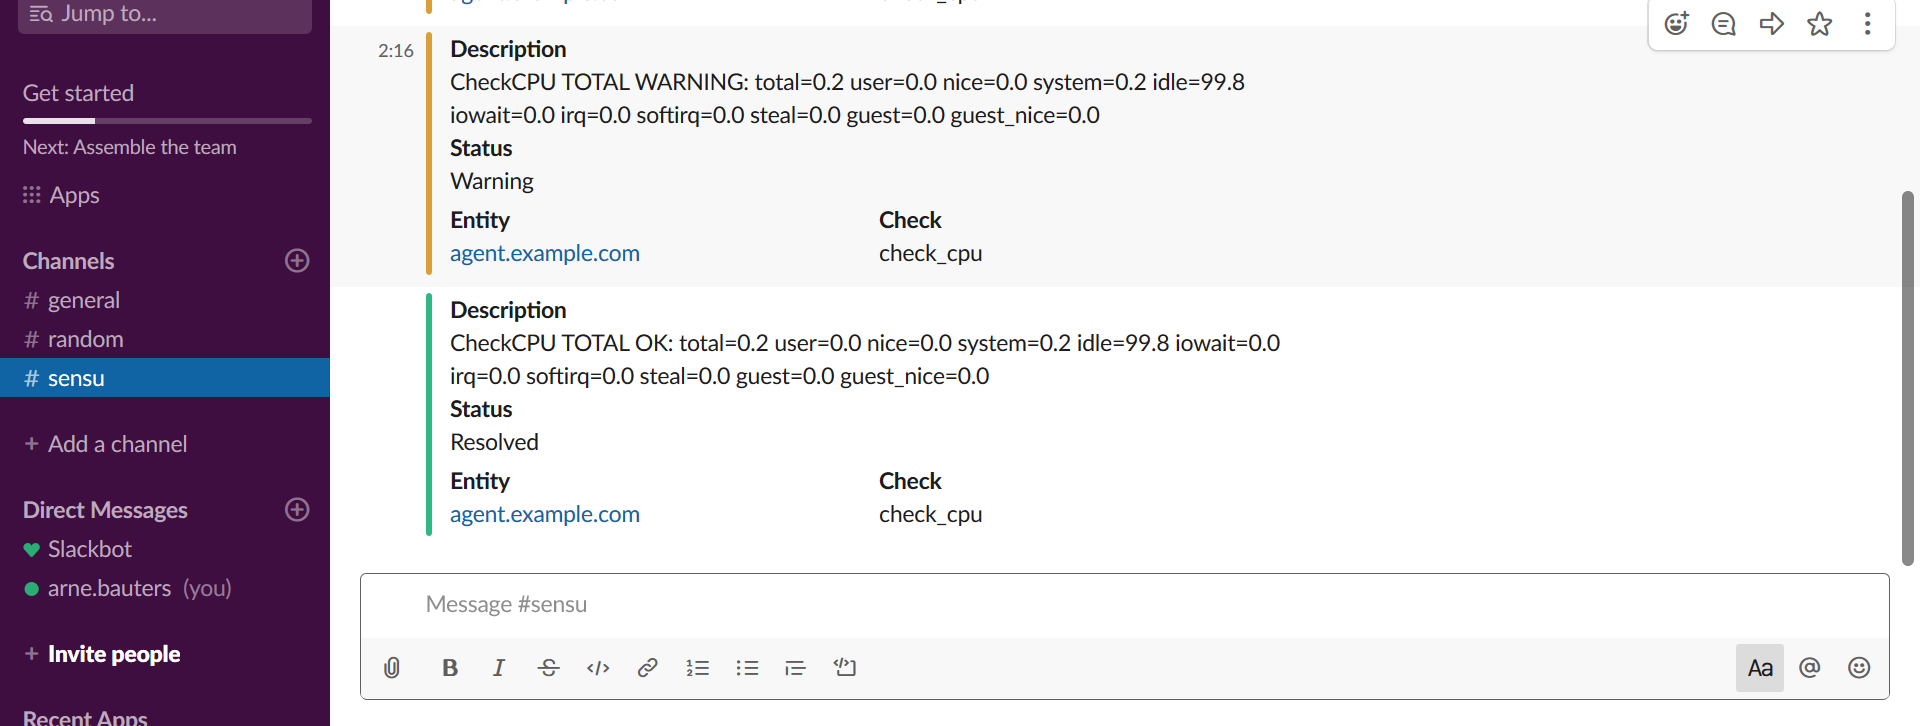 Jump to...
Get started
Next: Assemble the team
Apps
Channels
# general
# random
# sensu
+ Add a channel
Direct Messages
Slackbot
arne.bauters (you)
+ Invite people
Recent Apps
2:16
Description
CheckCPU TOTAL WARNING: total=0.2 user=0.0 nice=0.0 system=0.2 idle=99.8
iowait=0.0 irq=0.0 softirq=0.0 steal=0.0 guest=0.0 guest_nice=0.0
Status
Warning
Entity Check
agent.example.com check_cpu
Description
CheckCPU TOTAL OK: total=0.2 user=0.0 nice=0.0 system=0.2 idle=99.8 iowait=0.0
irq=0.0 softirq=0.0 steal=0.0 guest=0.0 guest_nice=0.0
Status
Resolved
Entity Check
agent.example.com check_cpu
Message #sensu
B I S </> Aa @